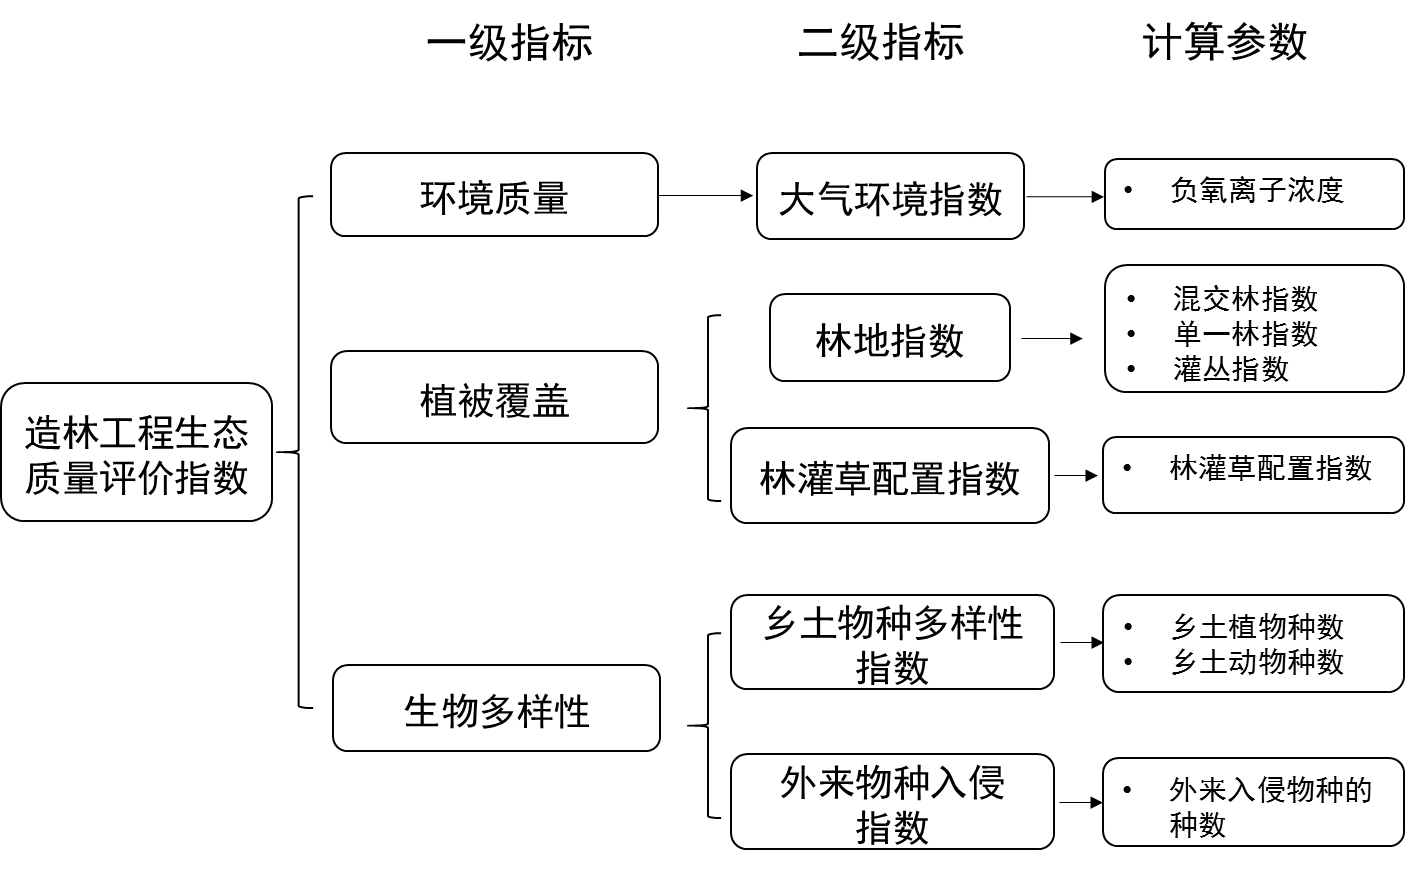 一级指标
二级指标
计算参数
造林工程生态
质量评价指数
环境质量
大气环境指数
• 负氧离子浓度
植被覆盖
林地指数
• 混交林指数
• 单一林指数
• 灌丛指数
林灌草配置指数
• 林灌草配置指数
生物多样性
乡土物种多样性
指数
• 乡土植物种数
• 乡土动物种数
外来物种入侵
指数
• 外来入侵物种的
种数